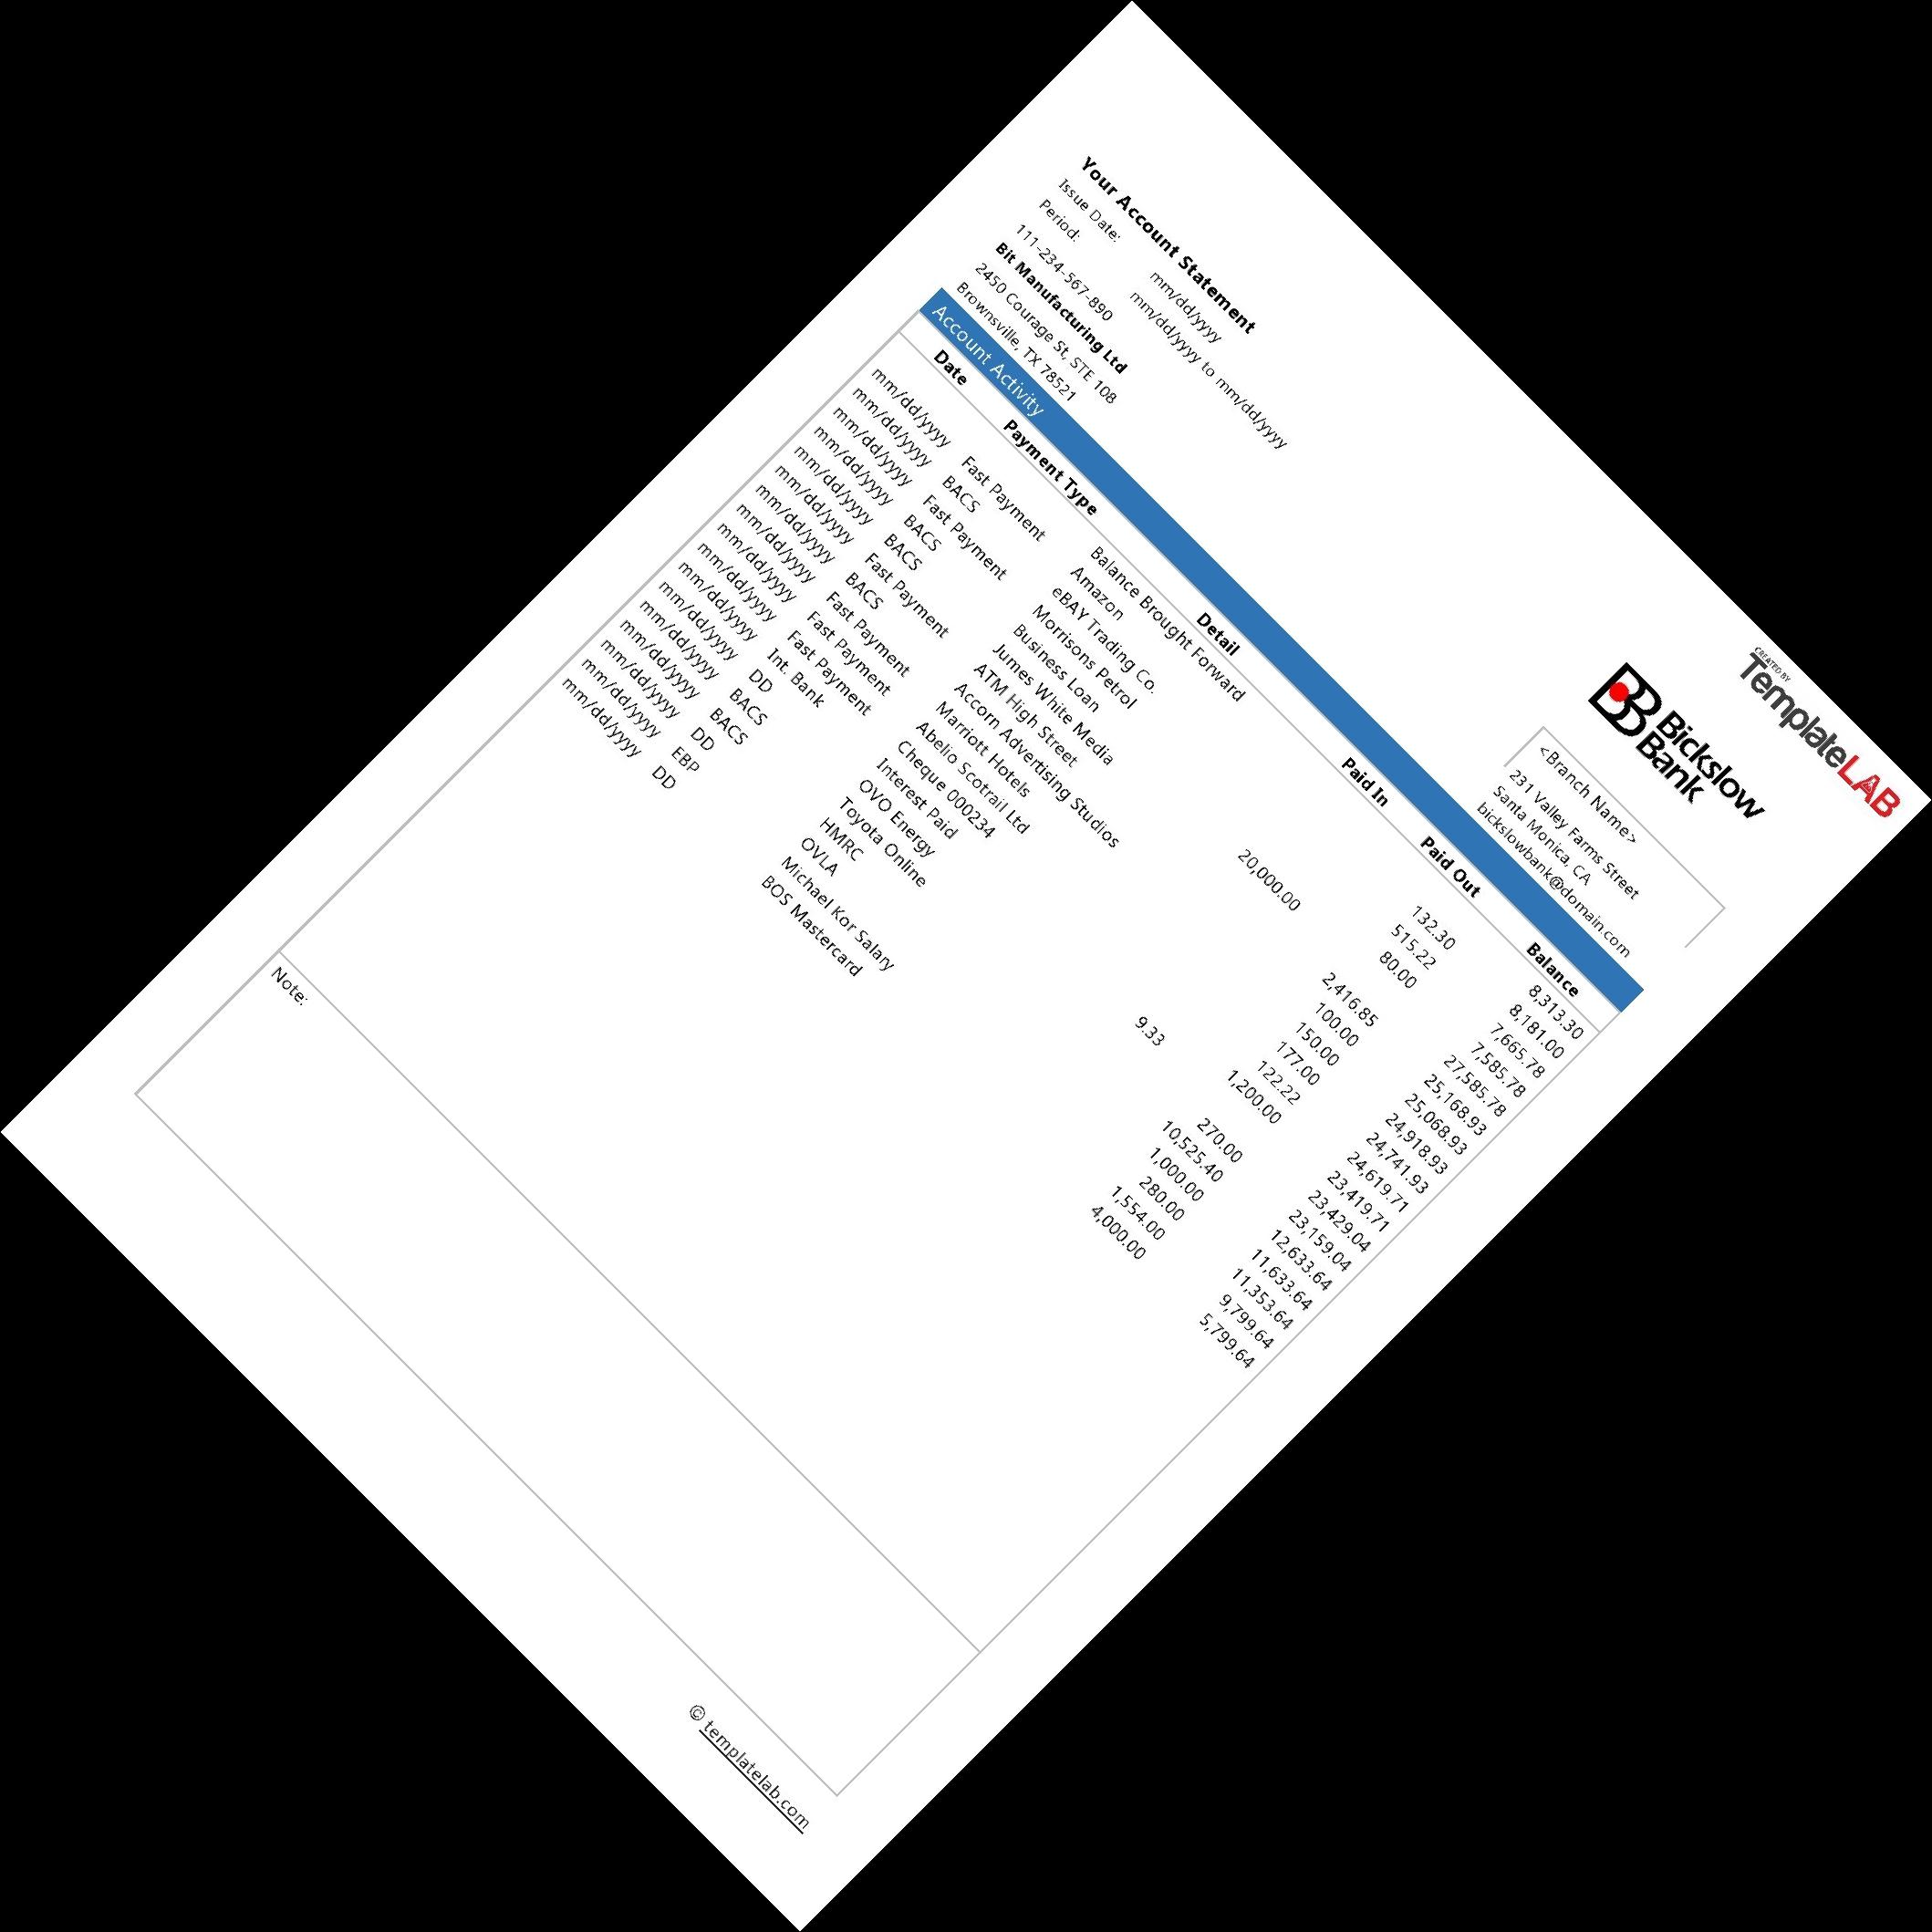 CREATED BY
TemplateLAB
Bickslow
Bank
Your Account Statement
Issue Date: mm/dd/yyyy
Period: mm/dd/yyyy to mm/dd/yyyy
111-234-567-890
Bit Manufacturing Ltd
2450 Courage St, STE 108
Brownsville, TX 78521
<Branch Name>
231 Valley Farms Street
Santa Monica, CA
bickslowbank@domain.com
Account Activity
Date Payment Type Detail Paid In Paid Out Balance
Balance Brought Forward 8,313.30
mm/dd/yyyy Fast Payment Amazon 132.30 8,181.00
mm/dd/yyyy BACS eBAY Trading Co. 515.22 7,665.78
mm/dd/yyyy Fast Payment Morrisons Petrol 80.00 7,585.78
mm/dd/yyyy BACS Business Loan 20,000.00 27,585.78
mm/dd/yyyy BACS Jumes White Media 2,416.85 25,168.93
mm/dd/yyyy Fast Payment ATM High Street 100.00 25,068.93
mm/dd/yyyy BACS Accorn Advertising Studios 150.00 24,918.93
mm/dd/yyyy Fast Payment Marriott Hotels 177.00 24,741.93
mm/dd/yyyy Fast Payment Abelio Scotrail Ltd 122.22 24,619.71
mm/dd/yyyy Fast Payment Cheque 000234 1,200.00 23,419.71
mm/dd/yyyy Int. Bank Interest Paid 9.33 23,429.04
mm/dd/yyyy DD OVO Energy 270.00 23,159.04
mm/dd/yyyy BACS Toyota Online 10,525.40 12,633.64
mm/dd/yyyy BACS HMRC 1,000.00 11,633.64
mm/dd/yyyy DD OVLA 280.00 11,353.64
mm/dd/yyyy EBP Michael Kor Salary 1,554.00 9,799.64
mm/dd/yyyy DD BOS Mastercard 4,000.00 5,799.64
Note:
© templatelab.com